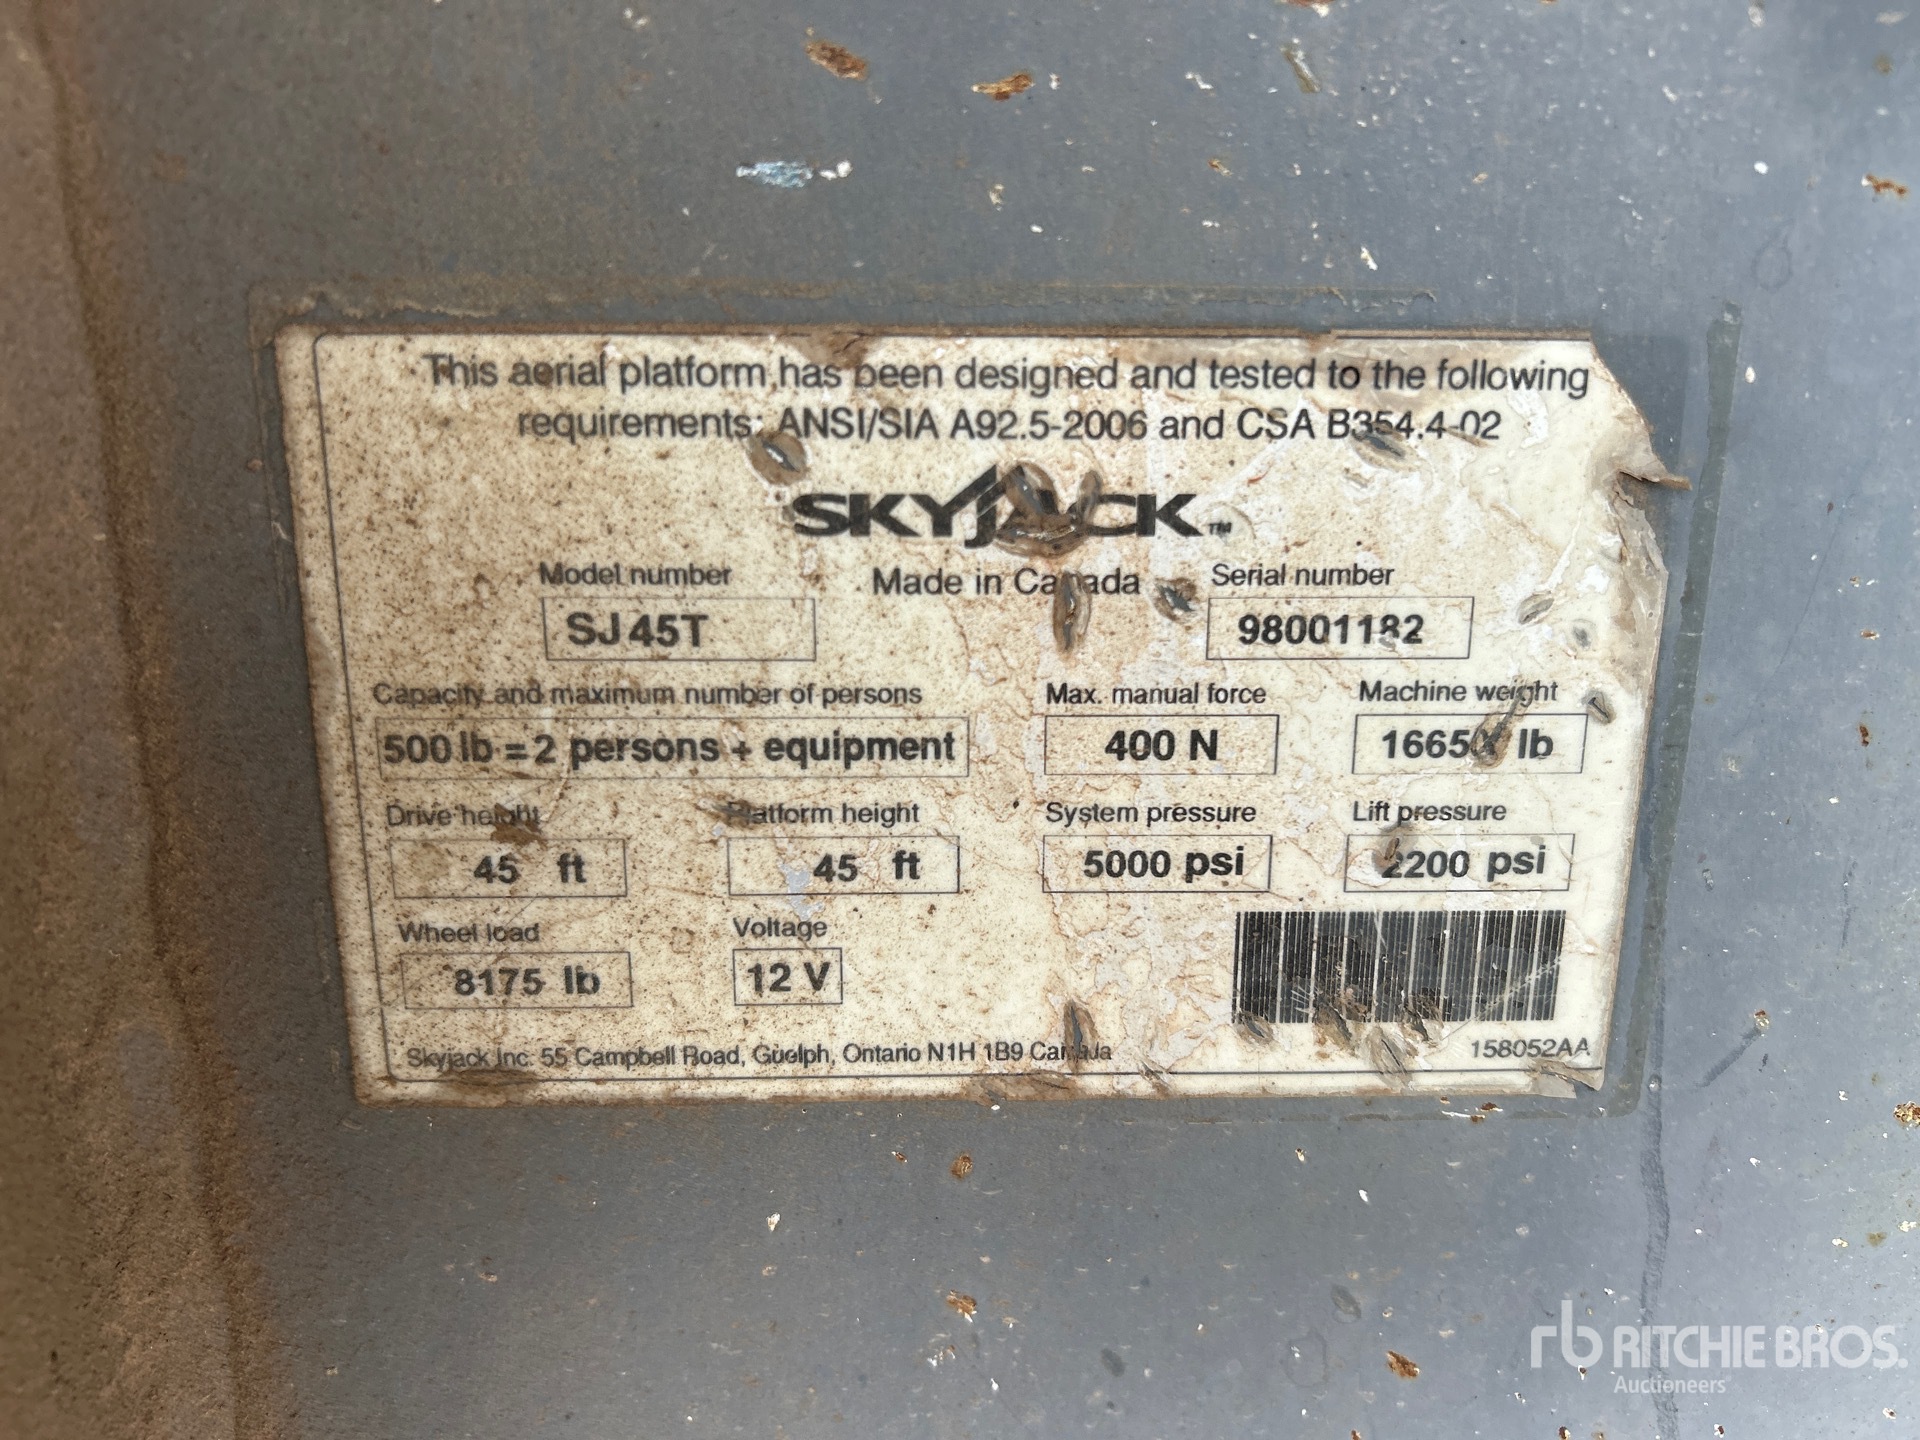 This aerial platform has been designed and tested to the following
requirements: ANSI/SIA A92.5-2006 and CSA B354.4-02
SKYJACK TM
Made in Canada
Model number Serial number
SJ45T 98001182
Capacity and maximum number of persons Max. manual force Machine weight
500 lb = 2 persons + equipment 400 N lb
Drive height Platform height System pressure Lift pressure
45 ft 45 ft 5000 psi 2200 psi
Wheel load Voltage
8175 lb 12 V
Skyjack Inc. 55 Campbell Road, Guelph, Ontario N1H 1B9 Canada 158052AA
rb RITCHIE BROS.
Auctioneers